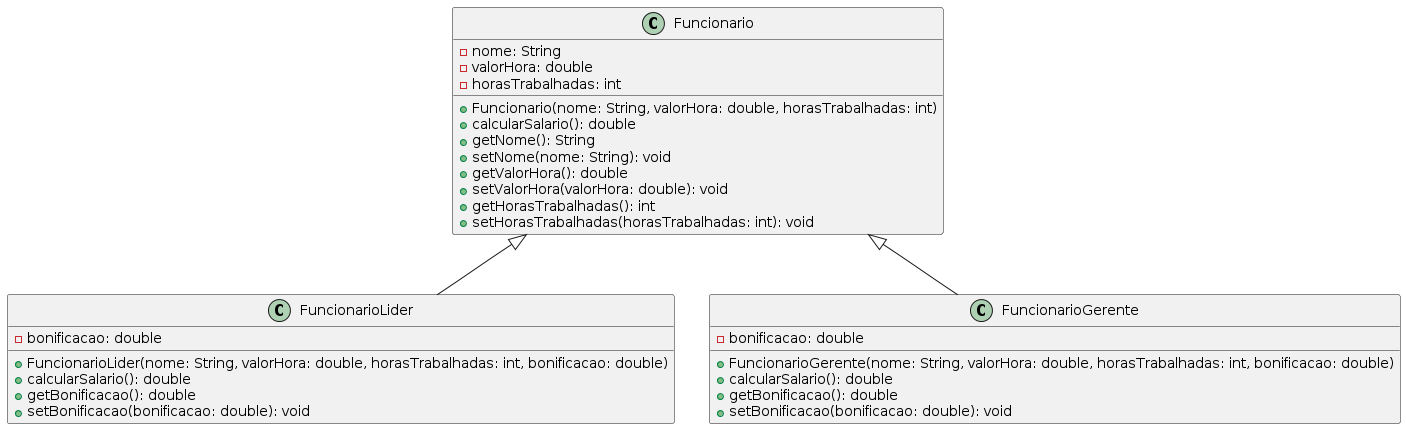 Funcionario
nome: String
valorHora: double
horasTrabalhadas: int
Funcionario(nome: String, valorHora: double, horasTrabalhadas: int)
calcularSalario(): double
getNome(): String
setNome(nome: String): void
getValorHora(): double
setValorHora(valorHora: double): void
getHorasTrabalhadas(): int
setHorasTrabalhadas(horasTrabalhadas: int): void
FuncionarioLider
bonificacao: double
FuncionarioLider(nome: String, valorHora: double, horasTrabalhadas: int, bonificacao: double)
calcularSalario(): double
getBonificacao(): double
setBonificacao(bonificacao: double): void
FuncionarioGerente
bonificacao: double
FuncionarioGerente(nome: String, valorHora: double, horasTrabalhadas: int, bonificacao: double)
calcularSalario(): double
getBonificacao(): double
setBonificacao(bonificacao: double): void